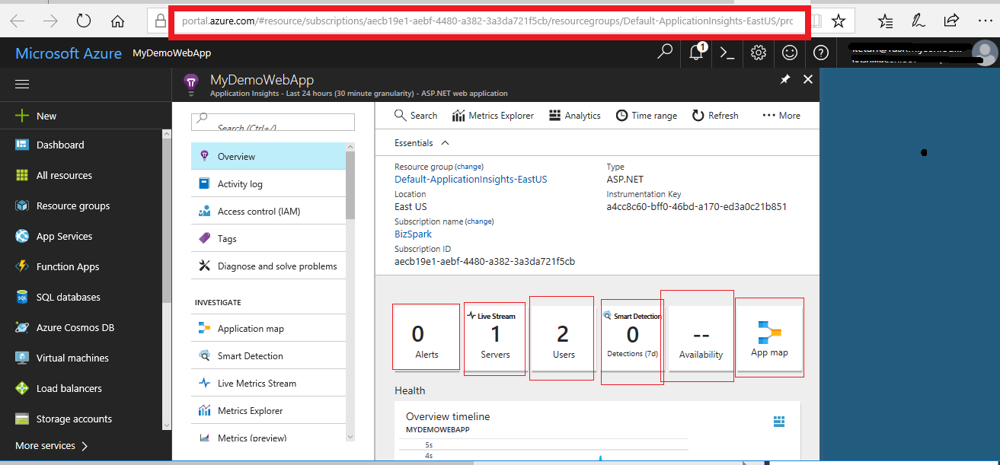 portal.azure.com/#resource/subscriptions/aecb19e1-aebf-4480-a382-3a3da721f5cb/resourcegroups/Default-ApplicationInsights-EastUS/prc
Microsoft Azure MyDemoWebApp
1
MyDemoWebApp
Application Insights - Last 24 hours (30 minute granularity) - ASP.NET web application
New
Dashboard
All resources
Resource groups
App Services
Function Apps
SQL databases
Azure Cosmos DB
Virtual machines
Load balancers
Storage accounts
More services
Search (Ctrl+/)
Overview
Activity log
Access control (IAM)
Tags
Diagnose and solve problems
INVESTIGATE
Application map
Smart Detection
Live Metrics Stream
Metrics Explorer
Metrics (preview)
Search Metrics Explorer Analytics Time range Refresh More
Essentials
Resource group (change)
Default-ApplicationInsights-EastUS
Location
East US
Subscription name (change)
BizSpark
Subscription ID
aecb19e1-aebf-4480-a382-3a3da721f5cb
Type
ASP.NET
Instrumentation Key
a4cc8c60-bff0-46bd-a170-ed3a0c21b851
0
Alerts
Live Stream
1
Servers
2
Users
Smart Detection
0
Detections (7d)
--
Availability
App map
Health
Overview timeline
MYDEMOWEBAPP
5s
4s